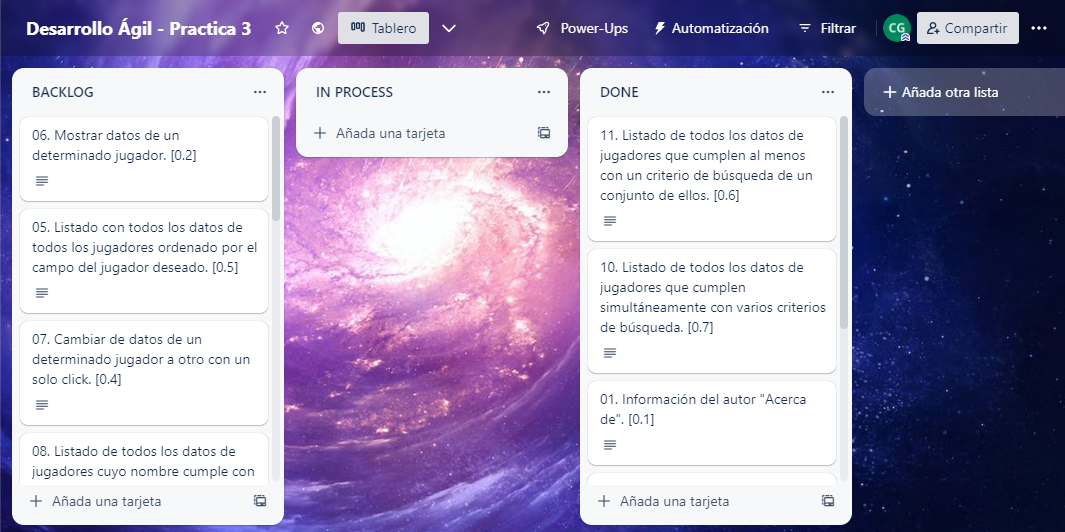 Desarrollo Ágil - Practica 3
Tablero
Power-Ups
Automatización
Filtrar
CG
Compartir
BACKLOG
06. Mostrar datos de un
determinado jugador. [0.2]
05. Listado con todos los datos de
todos los jugadores ordenado por el
campo del jugador deseado. [0.5]
07. Cambiar de datos de un
determinado jugador a otro con un
solo click. [0.4]
08. Listado de todos los datos de
jugadores cuyo nombre cumple con
Añada una tarjeta
IN PROCESS
Añada una tarjeta
DONE
11. Listado de todos los datos de
jugadores que cumplen al menos
con un criterio de búsqueda de un
conjunto de ellos. [0.6]
10. Listado de todos los datos de
jugadores que cumplen
simultáneamente con varios criterios
de búsqueda. [0.7]
01. Información del autor "Acerca
de". [0.1]
Añada una tarjeta
Añada otra lista